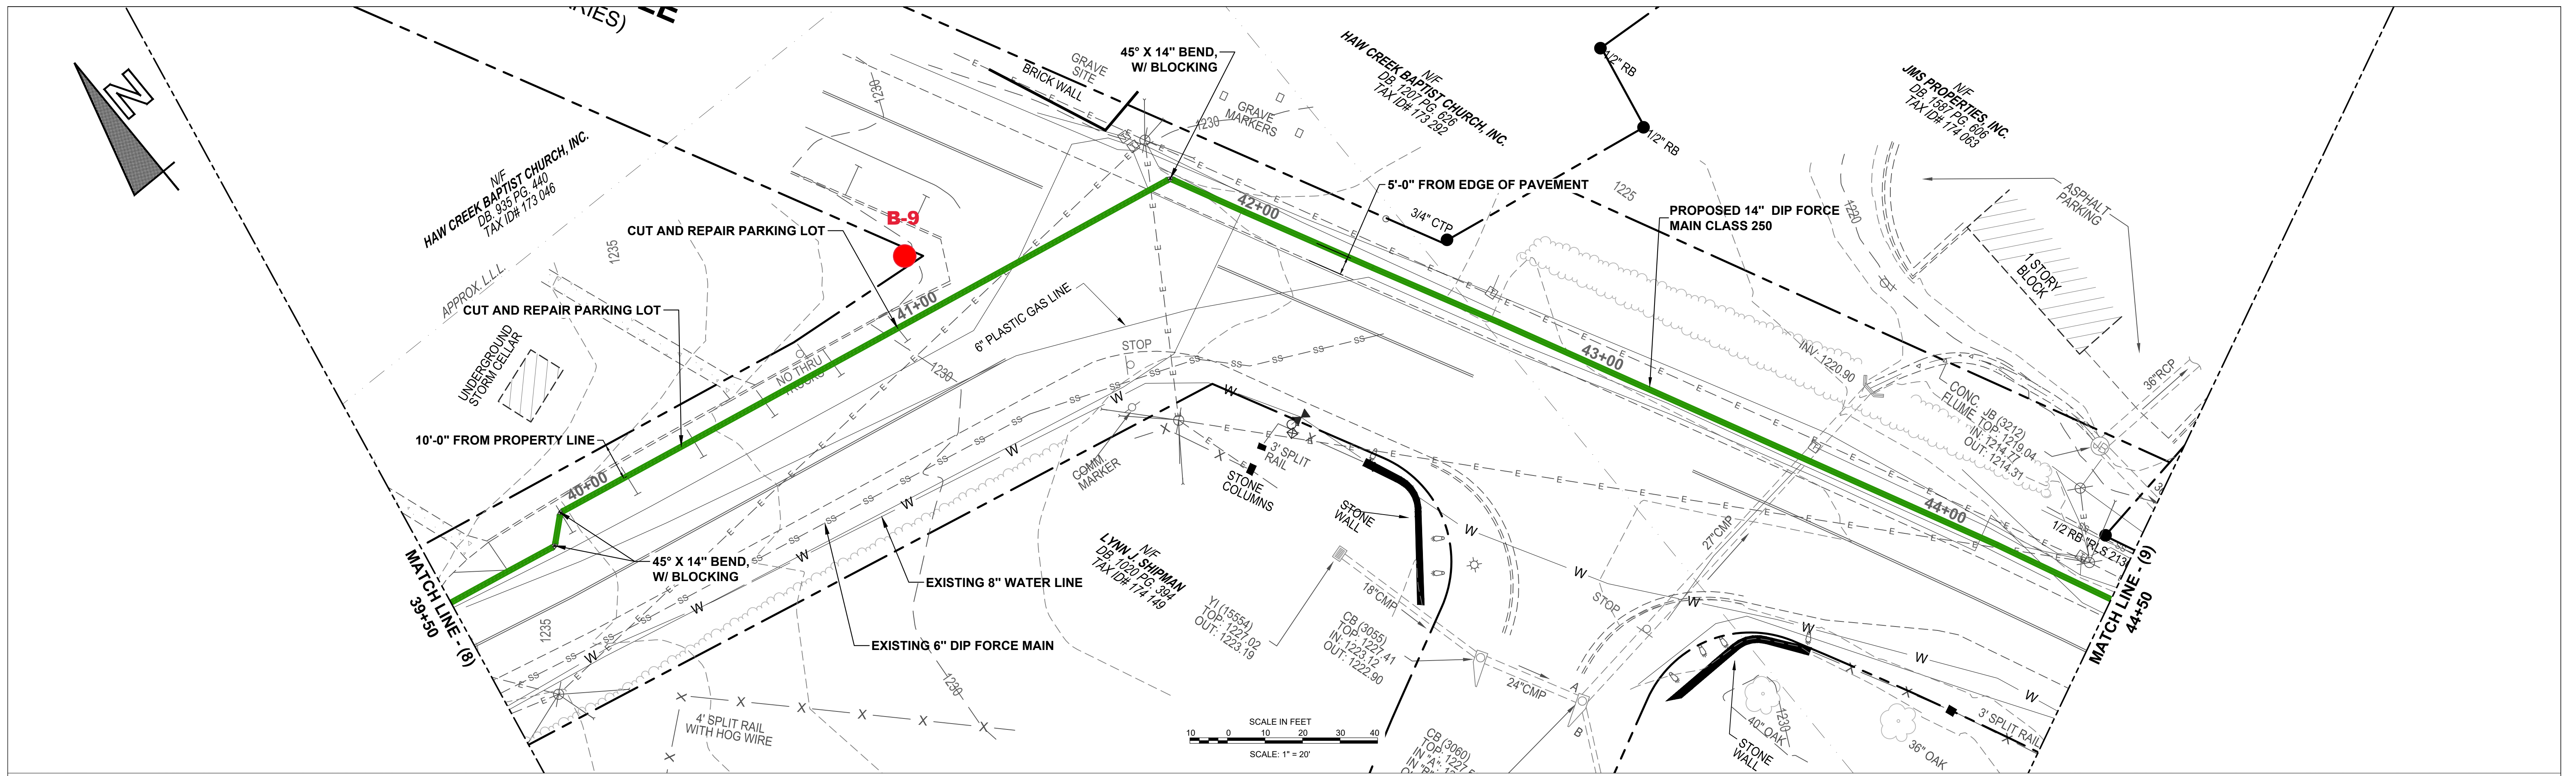 N
N/F
HAW CREEK BAPTIST CHURCH, INC.
DB. 935 PG. 440
TAX ID# 173 046
APPROX. L.L.L.
UNDERGROUND
STORM CELLAR
1235
1230
B-9
CUT AND REPAIR PARKING LOT
CUT AND REPAIR PARKING LOT
10'-0" FROM PROPERTY LINE
40+00
41+00
NO THRU
TRUCKS
1230
6" PLASTIC GAS LINE
BRICK WALL
GRAVE
SITE
GRAVE
MARKERS
1230
45° X 14" BEND,
W/ BLOCKING
N/F
HAW CREEK BAPTIST CHURCH, INC.
DB. 1207 PG. 626
TAX ID# 173 292
1/2" RB
1/2" RB
3/4" CTP
5'-0" FROM EDGE OF PAVEMENT
42+00
1225
PROPOSED 14" DIP FORCE
MAIN CLASS 250
N/F
JMS PROPERTIES, INC.
DB. 1587 PG. 606
TAX ID# 174 063
1220
ASPHALT
PARKING
1 STORY
BLOCK
INV: 1220.90
CONC.
FLUME
JB (3212)
TOP: 1219.04
IN: 1214.77
OUT: 1214.31
JB
36"RCP
43+00
44+00
1/2 RB "RLS 213
MATCH LINE - (9)
44+50
MATCH LINE - (8)
39+50
45° X 14" BEND,
W/ BLOCKING
STOP
COMM.
MARKER
3' SPLIT
RAIL
STONE
COLUMNS
STONE
WALL
EXISTING 8" WATER LINE
EXISTING 6" DIP FORCE MAIN
N/F
LYNN J. SHIPMAN
DB. 1020 PG. 394
TAX ID# 174 149
1235
1230
4' SPLIT RAIL
WITH HOG WIRE
YI (15554)
TOP: 1227.02
OUT: 1223.19
18"CMP
CB (3055)
TOP: 1227.41
IN: 1223.12
OUT: 1222.90
24"CMP
27"CMP
A
B
STOP
CB (3060)
40" OAK
1230
STONE
WALL
36" OAK
3' SPLIT RAIL
SCALE IN FEET
10 0 10 20 30 40
SCALE: 1" = 20'